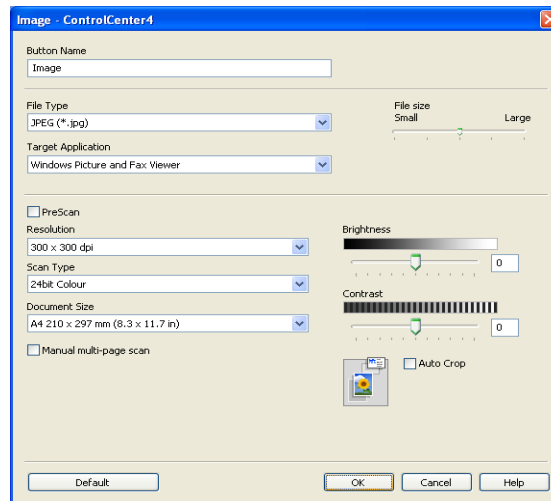 Image - ControlCenter4
Button Name
Image
File Type
JPEG (*.jpg)
File size
Small Large
Target Application
Windows Picture and Fax Viewer
PreScan
Resolution
300 x 300 dpi
Brightness
0
Scan Type
24bit Colour
Contrast
0
Document Size
A4 210 x 297 mm (8.3 x 11.7 in)
Manual multi-page scan
Auto Crop
Default OK Cancel Help